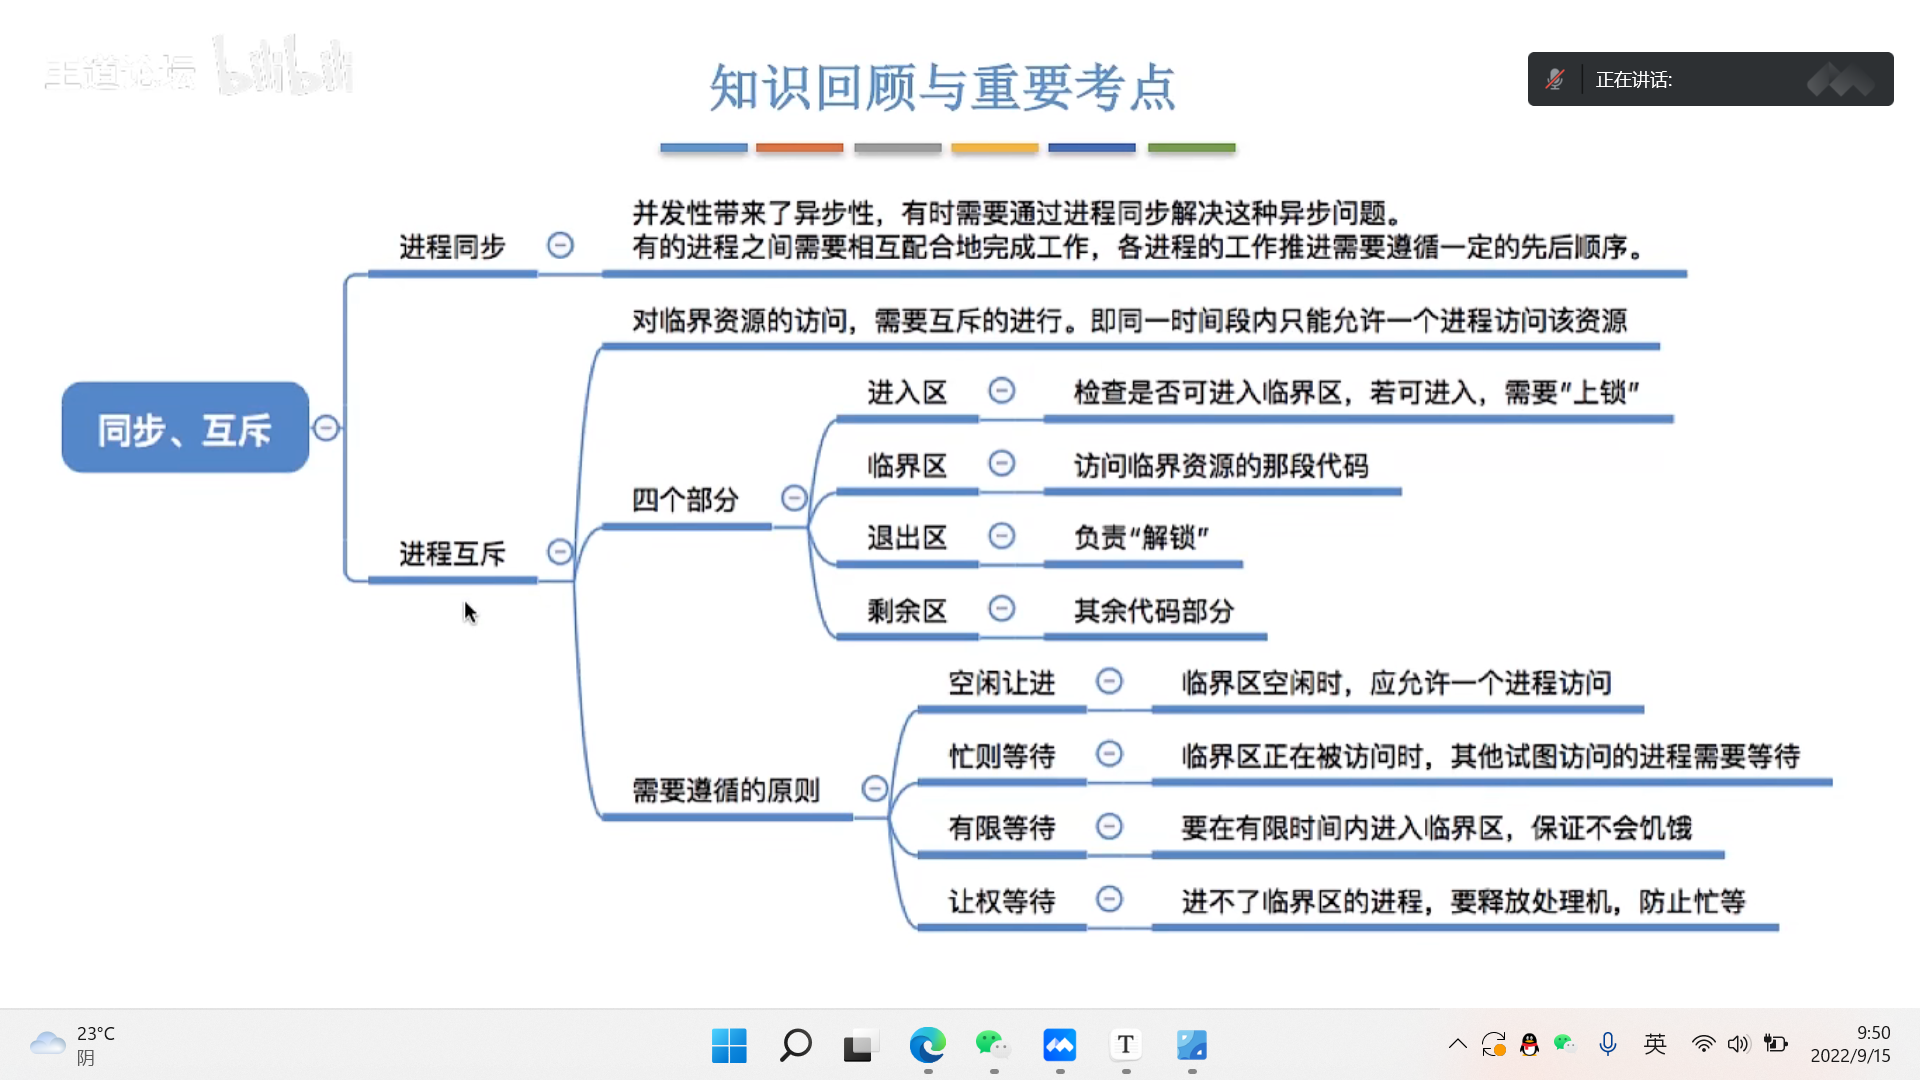 王道论坛 bilibili
知识回顾与重要考点
正在讲话:
并发性带来了异步性，有时需要通过进程同步解决这种异步问题。
进程同步
有的进程之间需要相互配合地完成工作，各进程的工作推进需要遵循一定的先后顺序。
对临界资源的访问，需要互斥的进行。即同一时间段内只能允许一个进程访问该资源
进入区
检查是否可进入临界区，若可进入，需要"上锁"
同步、互斥
临界区
访问临界资源的那段代码
四个部分
退出区
负责“解锁”
进程互斥
剩余区
其余代码部分
空闲让进
临界区空闲时，应允许一个进程访问
忙则等待
临界区正在被访问时，其他试图访问的进程需要等待
需要遵循的原则
有限等待
要在有限时间内进入临界区，保证不会饥饿
让权等待
进不了临界区的进程，要释放处理机，防止忙等
23°C
阴
T
英
9:50
2022/9/15